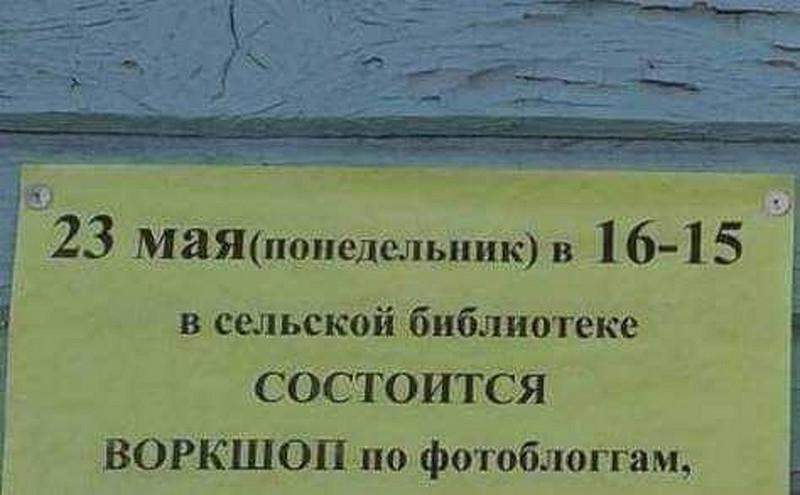 23 мая(понедельник) в 16-15
в сельской библиотеке
СОСТОИТСЯ
ВОРКШОП по фотоблоггам,